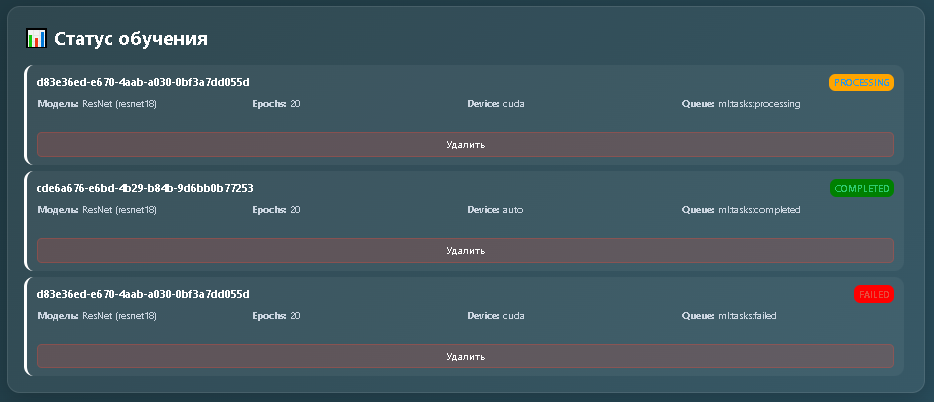 Статус обучения
d83e36ed-e670-4aab-a030-0bf3a7dd055d PROCESSING
Модель: ResNet (resnet18) Epochs: 20 Device: cuda Queue: ml:tasks:processing
Удалить
cde6a676-e6bd-4b29-b84b-9d6bb0b77253 COMPLETED
Модель: ResNet (resnet18) Epochs: 20 Device: auto Queue: ml:tasks:completed
Удалить
d83e36ed-e670-4aab-a030-0bf3a7dd055d FAILED
Модель: ResNet (resnet18) Epochs: 20 Device: cuda Queue: ml:tasks:failed
Удалить